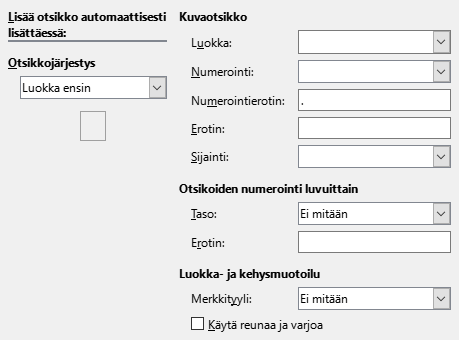 Lisää otsikko automaattisesti
lisättäessä:
Otsikkojärjestys
Luokka ensin
Kuvaotsikko
Luokka:
Numerointi:
Numerointierotin: .
Erotin:
Sijainti:
Otsikoiden numerointi luvuittain
Taso: Ei mitään
Erotin:
Luokka- ja kehysmuotoilu
Merkkityyli: Ei mitään
Käytä reunaa ja varjoa